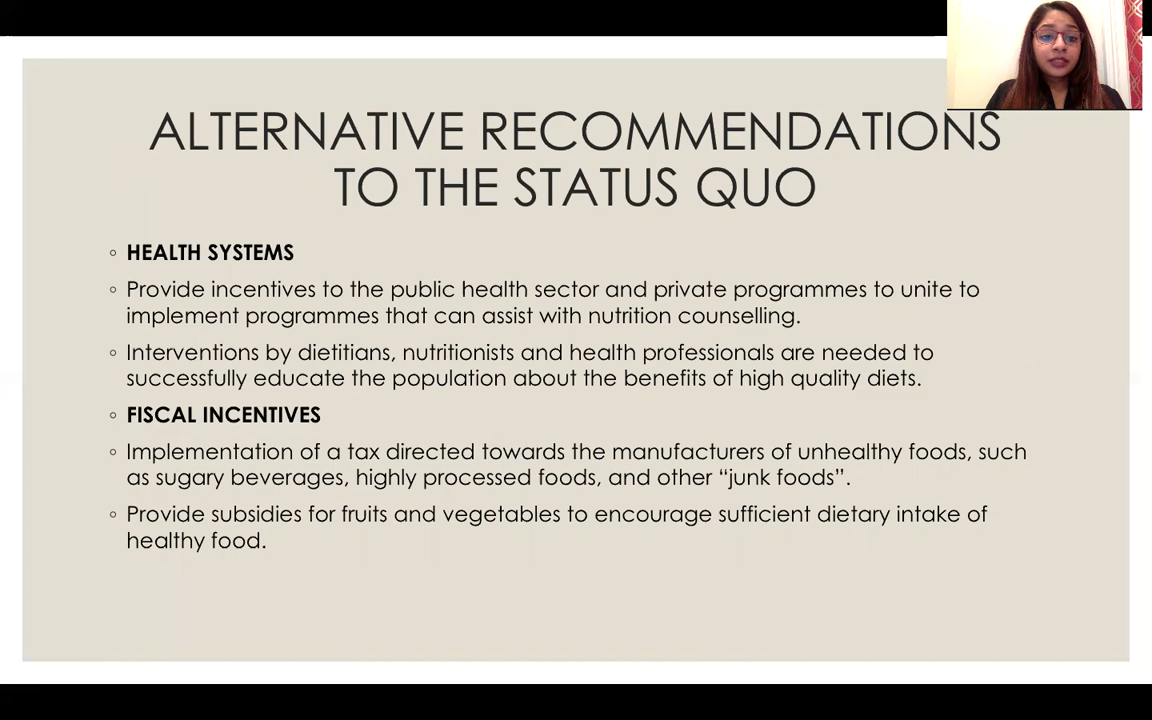 ALTERNATIVE RECOMMENDATIONS
TO THE STATUS QUO
◦ HEALTH SYSTEMS
◦ Provide incentives to the public health sector and private programmes to unite to
implement programmes that can assist with nutrition counselling.
◦ Interventions by dietitians, nutritionists and health professionals are needed to
successfully educate the population about the benefits of high quality diets.
◦ FISCAL INCENTIVES
◦ Implementation of a tax directed towards the manufacturers of unhealthy foods, such
as sugary beverages, highly processed foods, and other “junk foods”.
◦ Provide subsidies for fruits and vegetables to encourage sufficient dietary intake of
healthy food.